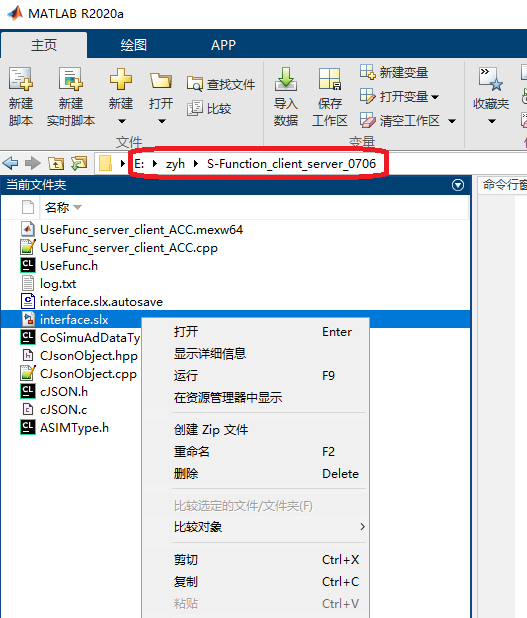 MATLAB R2020a
主页 绘图 APP
新建脚本 新建实时脚本 新建 打开 查找文件 比较 导入数据 保存工作区 新建变量 打开变量 清空工作区 收藏夹
文件 变量
E: zyh S-Function_client_server_0706
当前文件夹 命令行窗
名称
UseFunc_server_client_ACC.mexw64
UseFunc_server_client_ACC.cpp
UseFunc.h
log.txt
interface.slx.autosave
interface.slx
CoSimuAdDataTy
CJsonObject.hpp
CJsonObject.cpp
cJSON.h
cJSON.c
ASIMType.h
打开 Enter
显示详细信息
运行 F9
在资源管理器中显示
创建 Zip 文件
重命名 F2
删除 Delete
比较选定的文件/文件夹(F)
比较对象
剪切 Ctrl+X
复制 Ctrl+C
粘贴 Ctrl+V